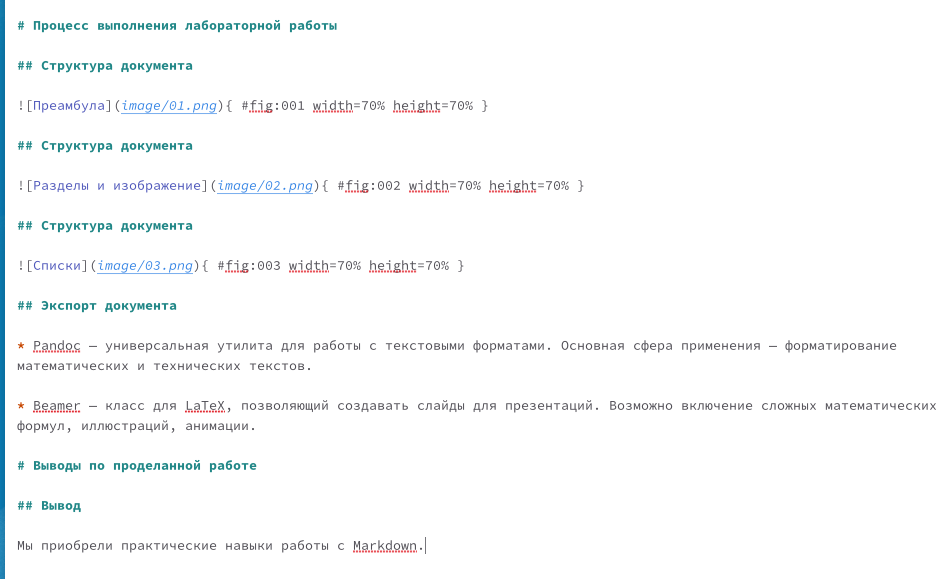 # Процесс выполнения лабораторной работы
## Структура документа
![Преамбула](image/01.png){ #fig:001 width=70% height=70% }
## Структура документа
![Разделы и изображение](image/02.png){ #fig:002 width=70% height=70% }
## Структура документа
![Списки](image/03.png){ #fig:003 width=70% height=70% }
## Экспорт документа
* Pandoc — универсальная утилита для работы с текстовыми форматами. Основная сфера применения — форматирование
математических и технических текстов.
* Beamer — класс для LaTeX, позволяющий создавать слайды для презентаций. Возможно включение сложных математических
формул, иллюстраций, анимации.
# Выводы по проделанной работе
## Вывод
Мы приобрели практические навыки работы с Markdown.